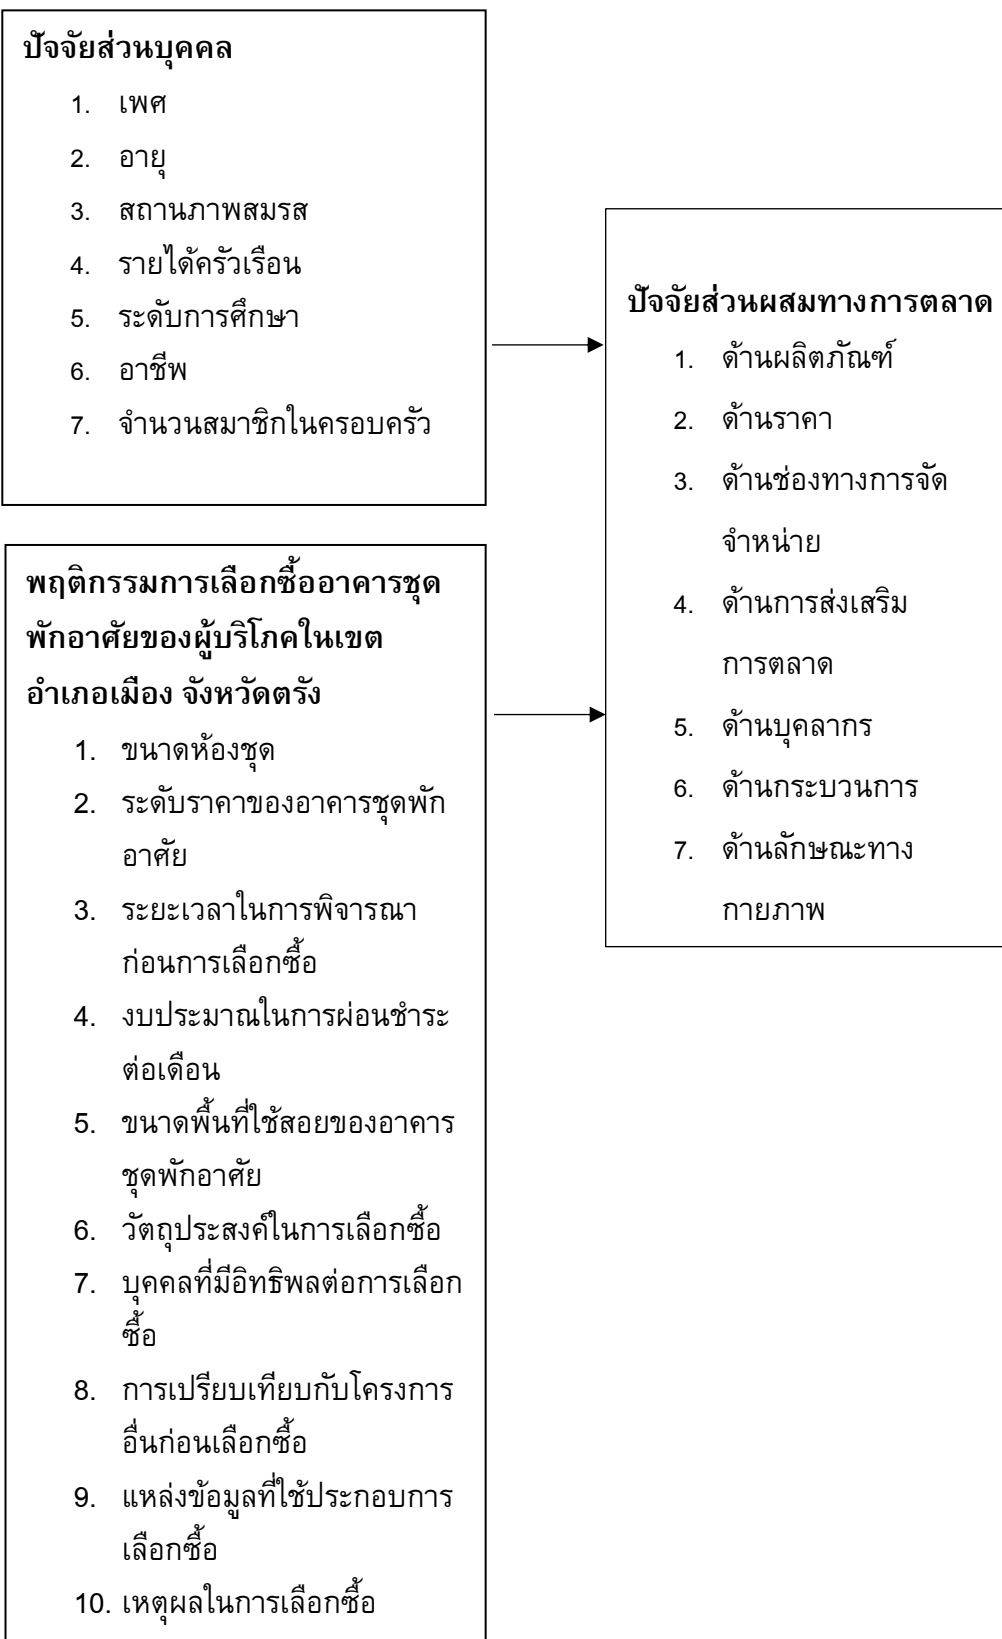 ปัจจัยส่วนบุคคล
1. เพศ
2. อายุ
3. สถานภาพสมรส
4. รายได้ครัวเรือน
5. ระดับการศึกษา
6. อาชีพ
7. จำนวนสมาชิกในครอบครัว
พฤติกรรมการเลือกซื้ออาคารชุด
พักอาศัยของผู้บริโภคในเขต
อำเภอเมือง จังหวัดตรัง
1. ขนาดห้องชุด
2. ระดับราคาของอาคารชุดพัก
อาศัย
3. ระยะเวลาในการพิจารณา
ก่อนการเลือกซื้อ
4. งบประมาณในการผ่อนชำระ
ต่อเดือน
5. ขนาดพื้นที่ใช้สอยของอาคาร
ชุดพักอาศัย
6. วัตถุประสงค์ในการเลือกซื้อ
7. บุคคลที่มีอิทธิพลต่อการเลือก
ซื้อ
8. การเปรียบเทียบกับโครงการ
อื่นก่อนเลือกซื้อ
9. แหล่งข้อมูลที่ใช้ประกอบการ
เลือกซื้อ
10. เหตุผลในการเลือกซื้อ
ปัจจัยส่วนผสมทางการตลาด
1. ด้านผลิตภัณฑ์
2. ด้านราคา
3. ด้านช่องทางการจัด
จำหน่าย
4. ด้านการส่งเสริม
การตลาด
5. ด้านบุคลากร
6. ด้านกระบวนการ
7. ด้านลักษณะทาง
กายภาพ